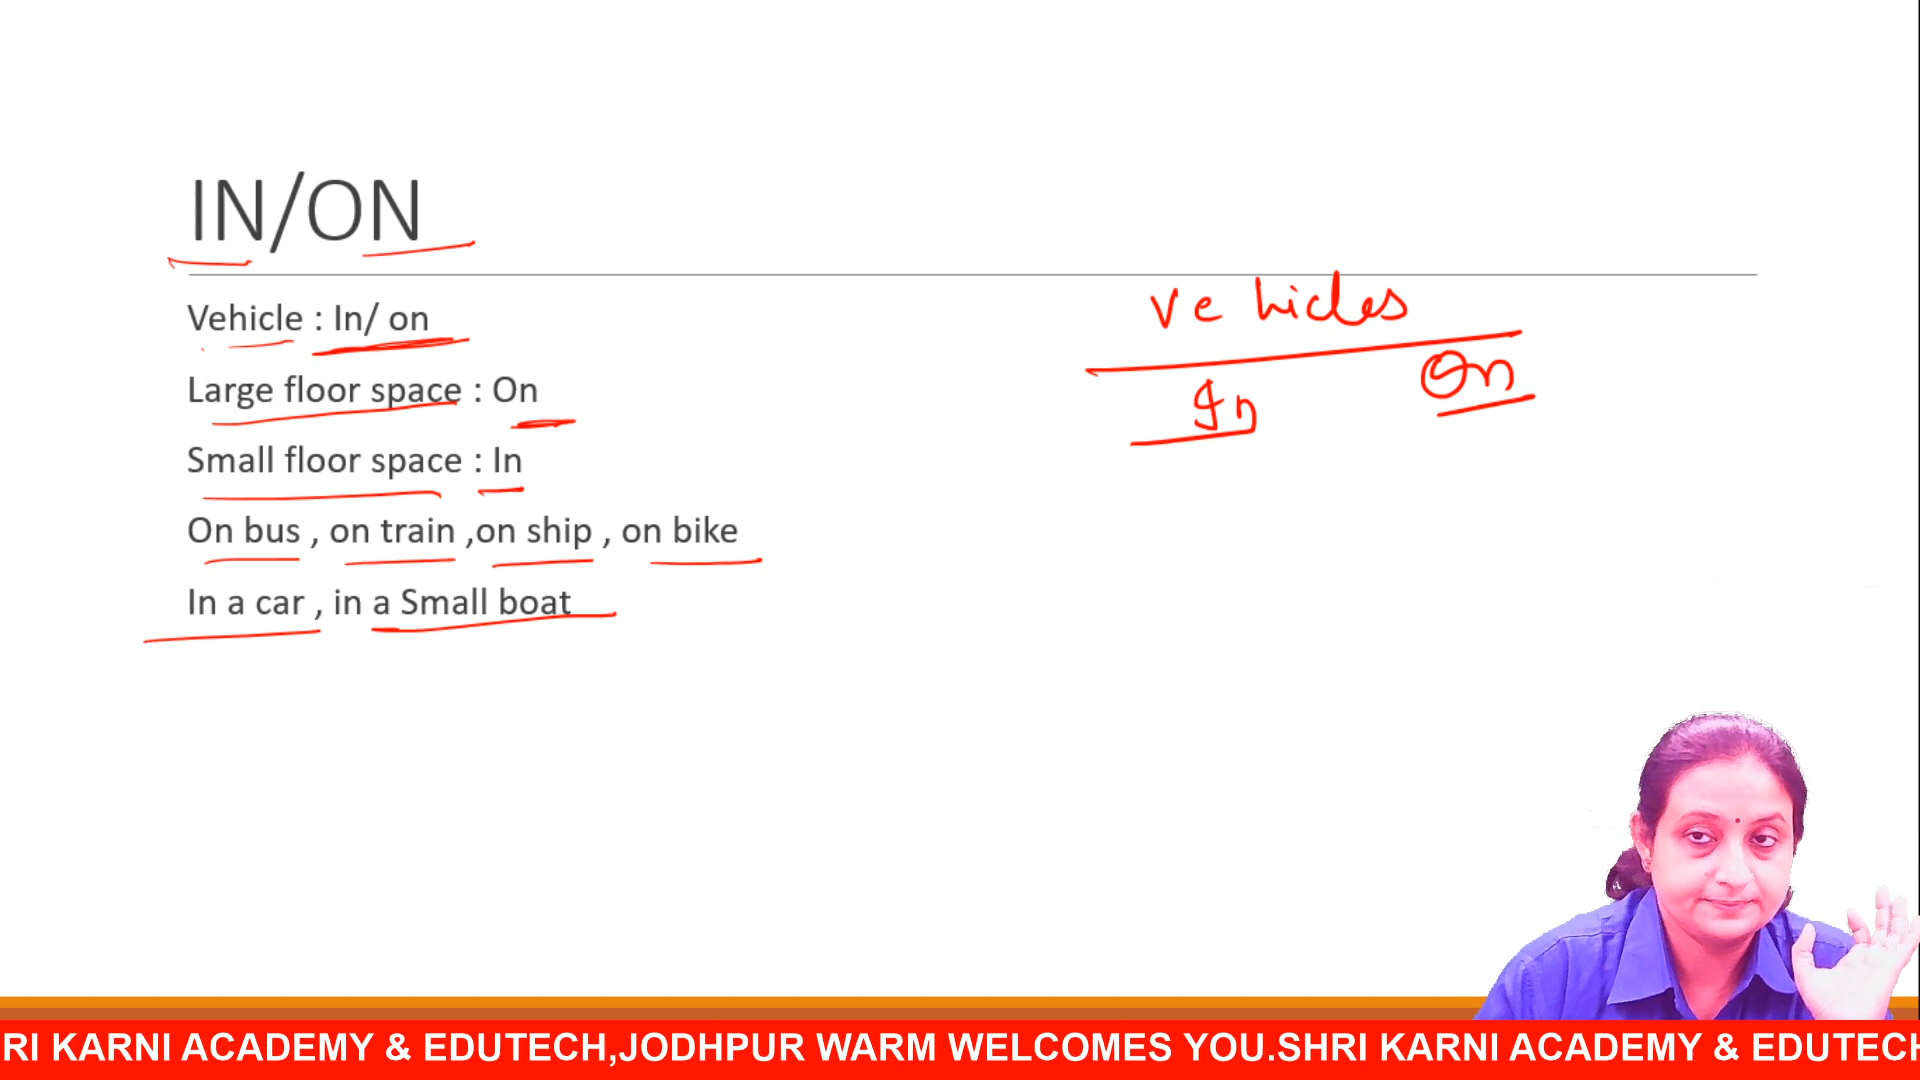 IN/ON
Vehicle : In/ on
Large floor space : On
Small floor space : In
On bus , on train ,on ship , on bike
In a car , in a Small boat
Vehicles
In On
RI KARNI ACADEMY & EDUTECH,JODHPUR WARM WELCOMES YOU.SHRI KARNI ACADEMY & EDUTECH